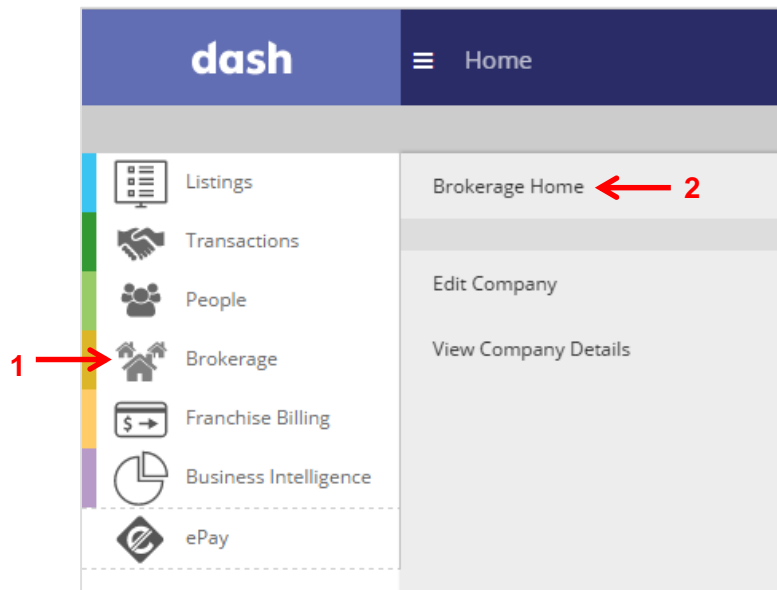 dash
Home
Listings
Transactions
People
1
Brokerage
$
Franchise Billing
Business Intelligence
ePay
Brokerage Home
2
Edit Company
View Company Details